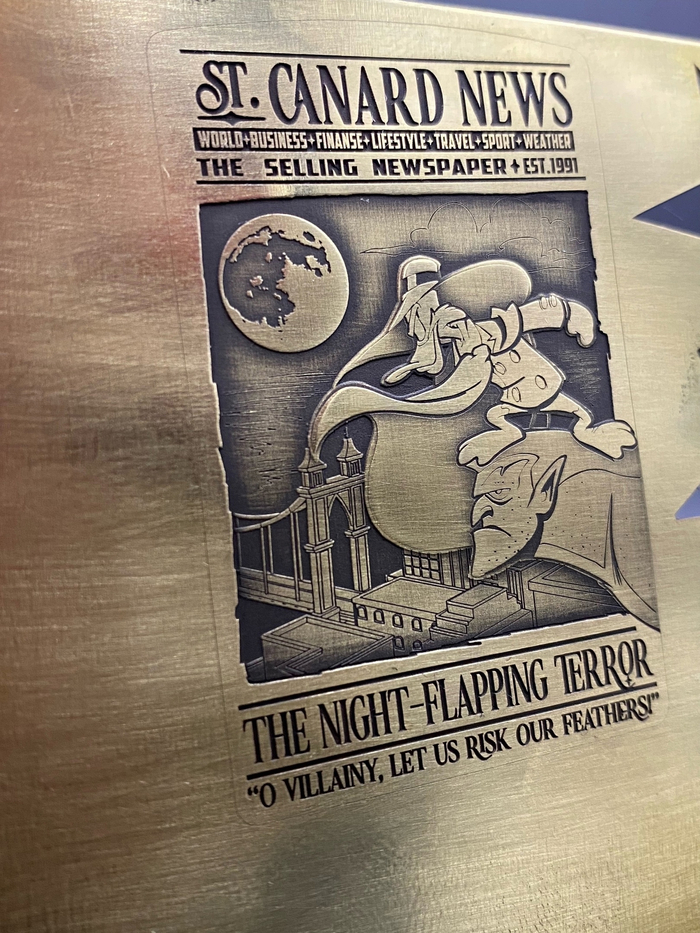 ST. CANARD NEWS
WORLD✦BUSINESS✦FINANSE✦LIFESTYLE✦TRAVEL✦SPORT✦WEATHER
THE SELLING NEWSPAPER✦EST.1991
THE NIGHT-FLAPPING TERROR
"O VILLAINY, LET US RISK OUR FEATHERS!"